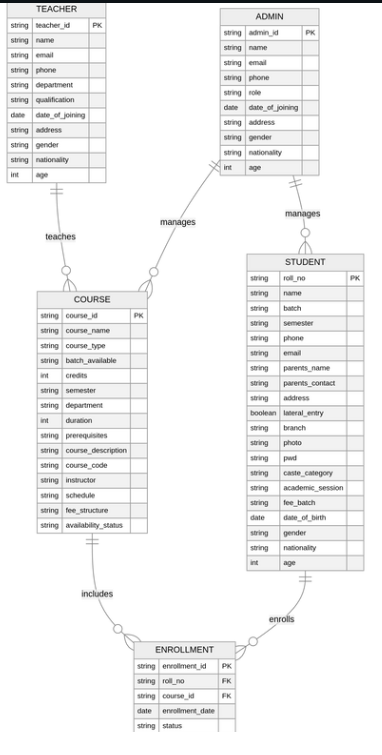 TEACHER
string teacher_id PK
string name
string email
string phone
string department
string qualification
date date_of_joining
string address
string gender
string nationality
int age
ADMIN
string admin_id PK
string name
string email
string phone
string role
date date_of_joining
string address
string gender
string nationality
int age
teaches
manages
manages
COURSE
string course_id PK
string course_name
string course_type
string batch_available
int credits
string semester
string department
int duration
string prerequisites
string course_description
string course_code
string instructor
string schedule
string fee_structure
string availability_status
STUDENT
string roll_no PK
string name
string batch
string semester
string phone
string email
string parents_name
string parents_contact
string address
boolean lateral_entry
string branch
string photo
string pwd
string caste_category
string academic_session
string fee_batch
date date_of_birth
string gender
string nationality
int age
includes
enrolls
ENROLLMENT
string enrollment_id PK
string roll_no FK
string course_id FK
date enrollment_date
string status